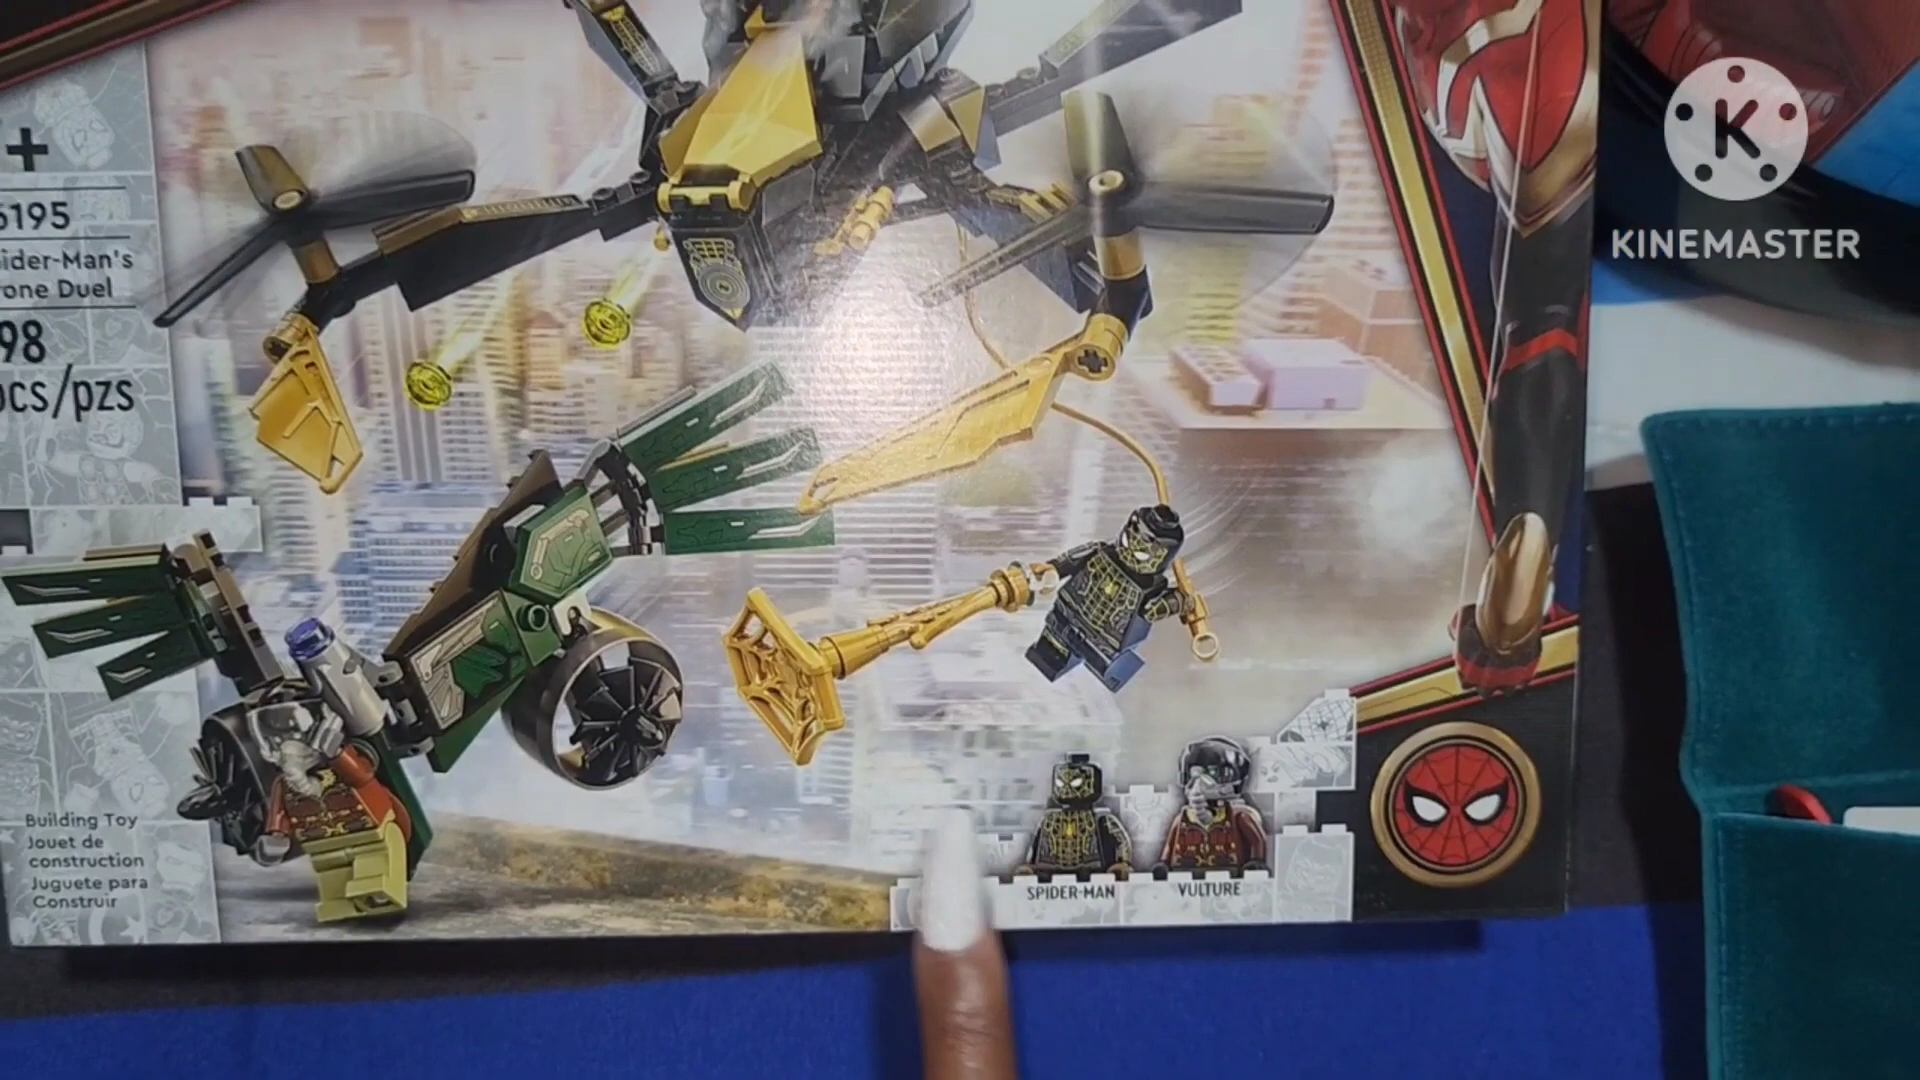 +
6195
ider-Man's
one Duel
98
pcs/pzs
Building Toy
Jouet de
construction
Juguete para
Construir
SPIDER-MAN
VULTURE
K
KINEMASTER